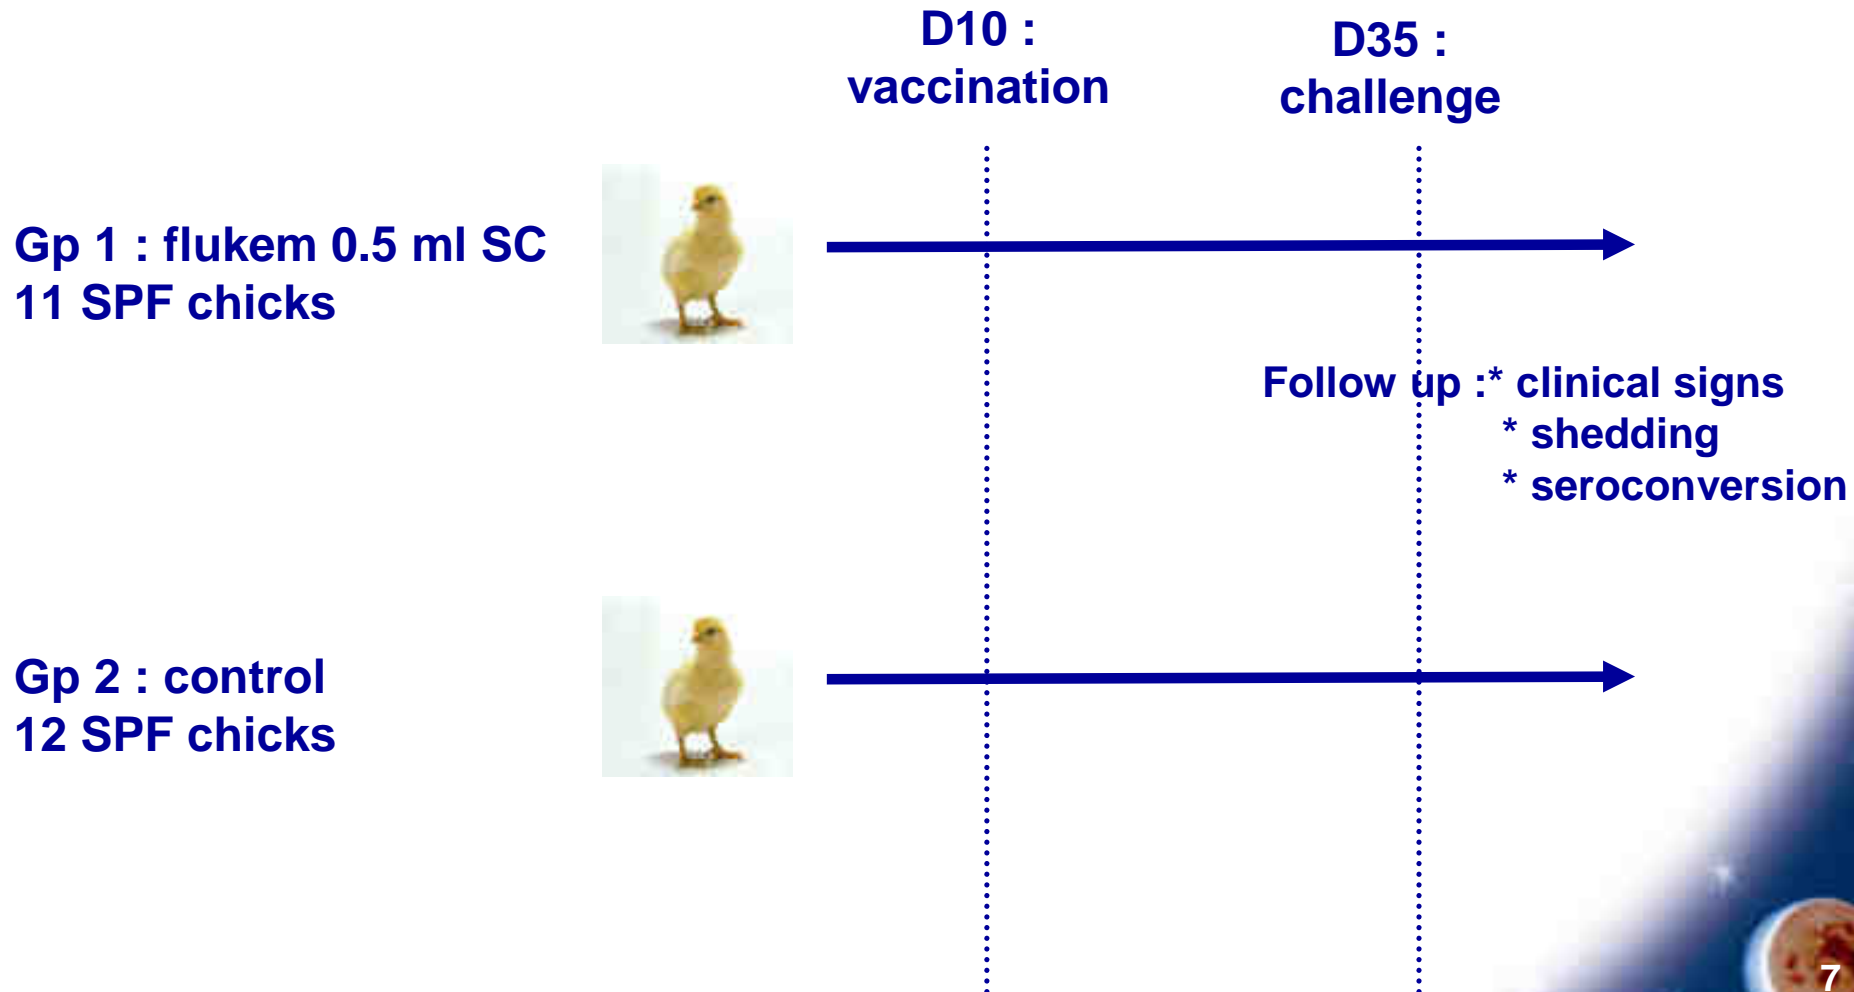 D10 :
vaccination
D35 :
challenge
Gp 1 : flukem 0.5 ml SC
11 SPF chicks
Follow up :* clinical signs
* shedding
* seroconversion
Gp 2 : control
12 SPF chicks
7